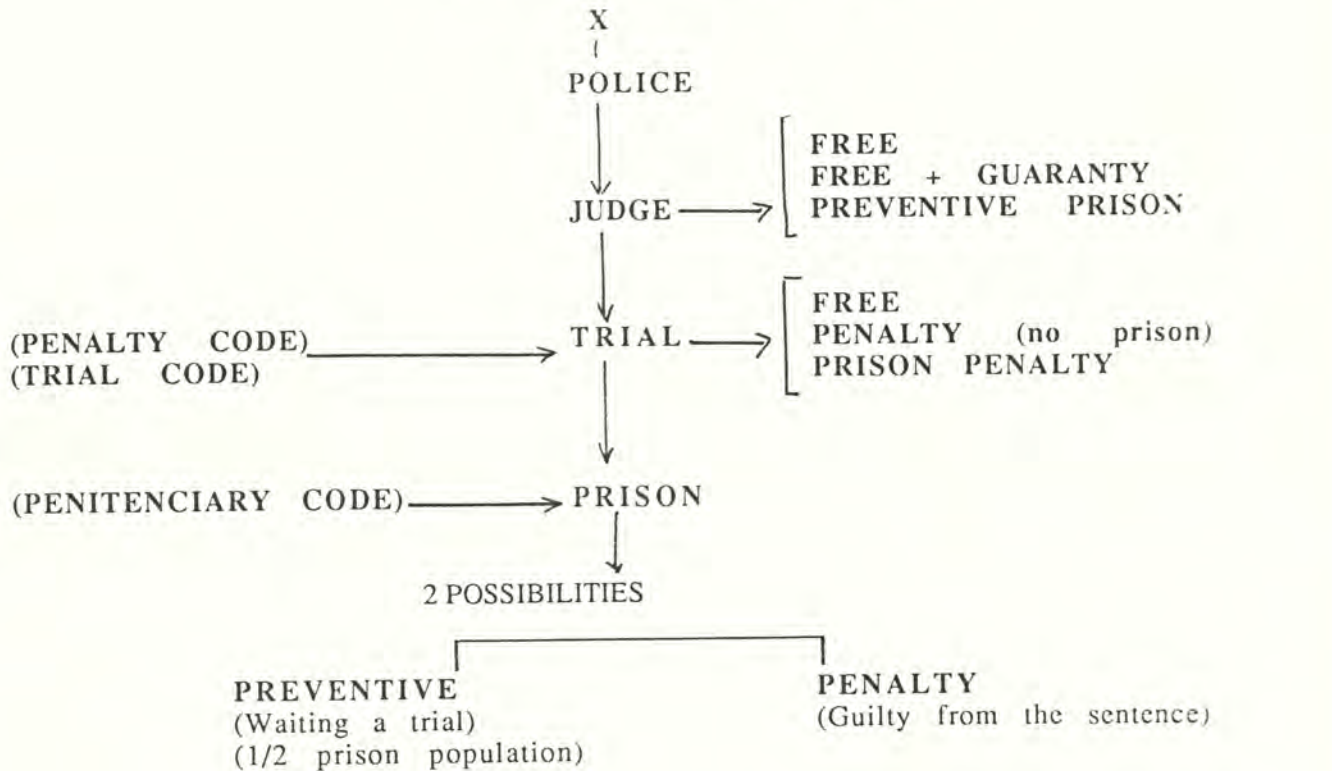 X
POLICE
FREE
FREE + GUARANTY
JUDGE
PREVENTIVE PRISON
FREE
(PENALTY CODE)
TRIAL
PENALTY (no prison)
(TRIAL CODE)
PRISON PENALTY
(PENITENCIARY CODE)
PRISON
2 POSSIBILITIES
PREVENTIVE
(Waiting a trial)
(1/2 prison population)
PENALTY
(Guilty from the sentence)